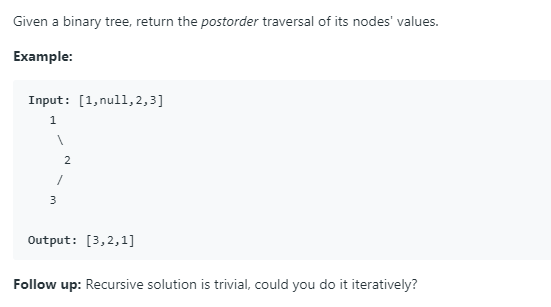 Given a binary tree, return the postorder traversal of its nodes' values.
Example:
Input: [1,null,2,3]
1
\
2
/
3
Output: [3,2,1]
Follow up: Recursive solution is trivial, could you do it iteratively?